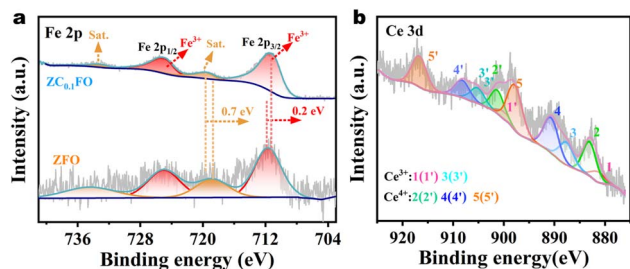 a
Fe 2p
Sat.
Fe 2p1/2
Fe³⁺
Sat.
Fe 2p3/2
Fe³⁺
ZC0.1FO
0.7 eV
0.2 eV
ZFO
Intensity (a.u.)
736
728
720
712
704
Binding energy (eV)
b
Ce 3d
5'
4'
3'
3'
2'
1'
5
4
3
2
1
Ce³⁺:1(1') 3(3')
Ce⁴⁺:2(2') 4(4') 5(5')
Intensity (a.u.)
920
910
900
890
880
Binding energy(eV)